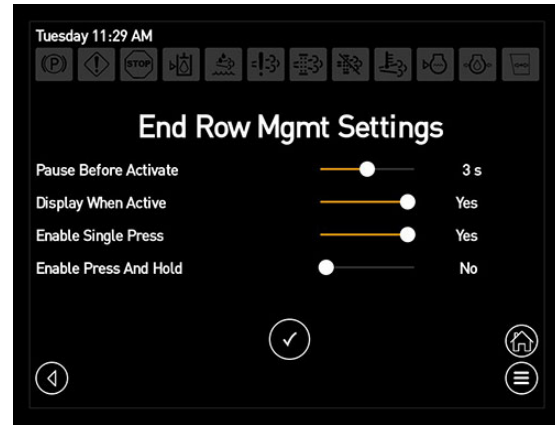 Tuesday 11:29 AM
(P) STOP
End Row Mgmt Settings
Pause Before Activate 3 s
Display When Active Yes
Enable Single Press Yes
Enable Press And Hold No